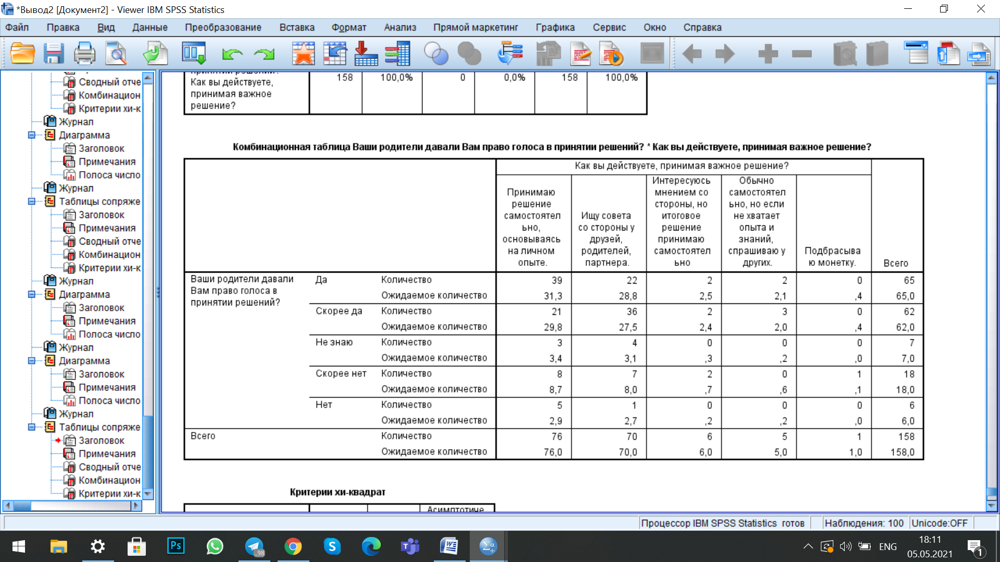 *Вывод2 [Документ2] - Viewer IBM SPSS Statistics
Файл Правка Вид Данные Преобразование Вставка Формат Анализ Прямой маркетинг Графика Сервис Окно Справка
Сводный отче
Комбинацион
Критерии хи-к
Журнал
Диаграмма
Заголовок
Примечания
Полоса число
Журнал
Таблицы сопряже
Заголовок
Примечания
Сводный отче
Комбинацион
Критерии хи-к
Журнал
Диаграмма
Заголовок
Примечания
Полоса число
Журнал
Диаграмма
Заголовок
Примечания
Полоса число
Журнал
Таблицы сопряже
Заголовок
Примечания
Сводный отче
Комбинацион
Критерии хи-к
принятии решений?
Как вы действуете,
принимая важное
решение?
158 100,0% 0 0,0% 158 100,0%
Комбинационная таблица Ваши родители давали Вам право голоса в принятии решений? * Как вы действуете, принимая важное решение?
Как вы действуете, принимая важное решение?
Принимаю
решение
самостоятел
ьно,
основываясь
на личном
опыте.
Ищу совета
со стороны у
друзей,
родителей,
партнера.
Интересуюсь
мнением со
стороны, но
итоговое
решение
принимаю
самостоятел
ьно
Обычно
самостоятел
ьно, но если
не хватает
опыта и
знаний,
спрашиваю у
других.
Подбрасыва
ю монетку.
Всего
Ваши родители давали
Вам право голоса в
принятии решений?
Да Количество 39 22 2 2 0 65
Ожидаемое количество 31,3 28,8 2,5 2,1 ,4 65,0
Скорее да Количество 21 36 2 3 0 62
Ожидаемое количество 29,8 27,5 2,4 2,0 ,4 62,0
Не знаю Количество 3 4 0 0 0 7
Ожидаемое количество 3,4 3,1 ,3 ,2 ,0 7,0
Скорее нет Количество 8 7 2 0 1 18
Ожидаемое количество 8,7 8,0 ,7 ,6 ,1 18,0
Нет Количество 5 1 0 0 0 6
Ожидаемое количество 2,9 2,7 ,2 ,2 ,0 6,0
Всего Количество 76 70 6 5 1 158
Ожидаемое количество 76,0 70,0 6,0 5,0 1,0 158,0
Критерии хи-квадрат
Асимптотиче
Процессор IBM SPSS Statistics готов Наблюдения: 100 Unicode:OFF
Ps
..98
ENG
18:11
05.05.2021
1